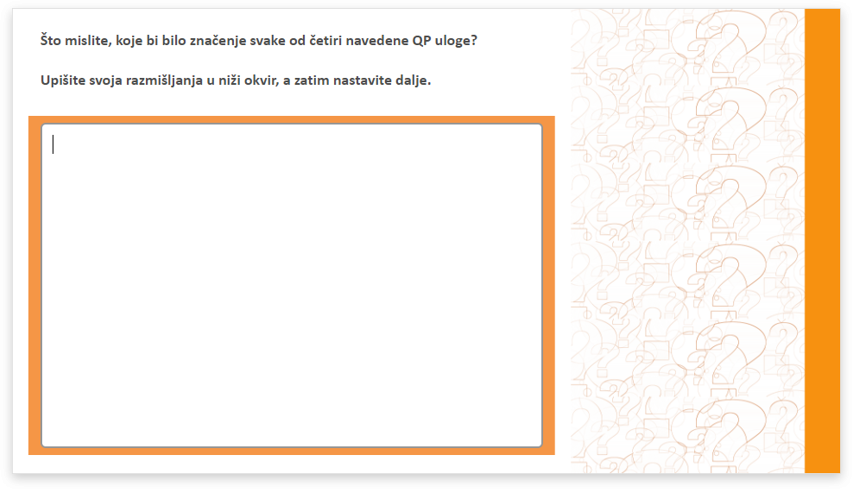 Što mislite, koje bi bilo značenje svake od četiri navedene QP uloge?
Upišite svoja razmišljanja u niži okvir, a zatim nastavite dalje.